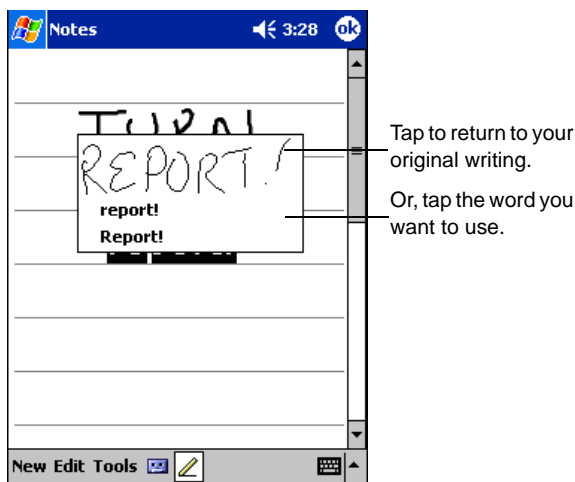 Notes 3:28 ok
TURN
REPORT!
report!
Report!
Tap to return to your
original writing.
Or, tap the word you
want to use.
New Edit Tools